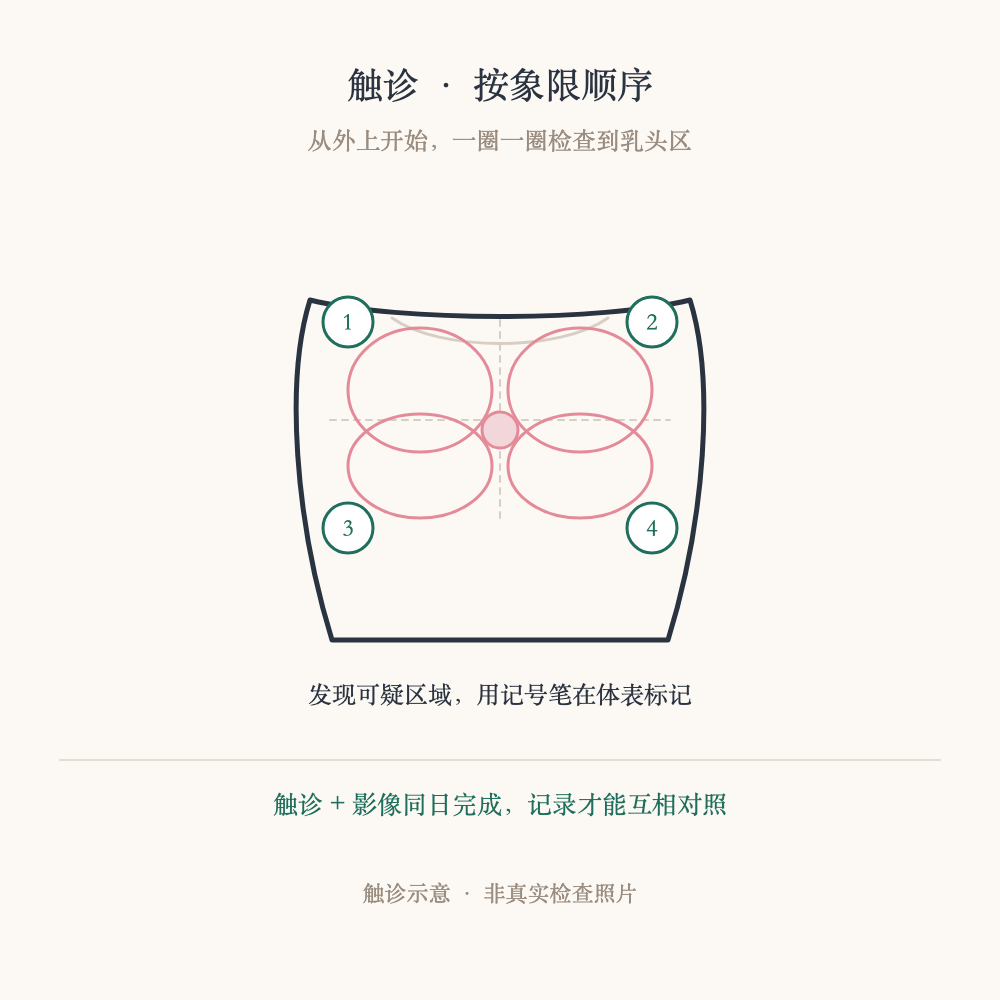 触诊 · 按象限顺序
从外上开始，一圈一圈检查到乳头区
1
2
3
4
发现可疑区域，用记号笔在体表标记
触诊 + 影像同日完成，记录才能互相对照
触诊示意 · 非真实检查照片